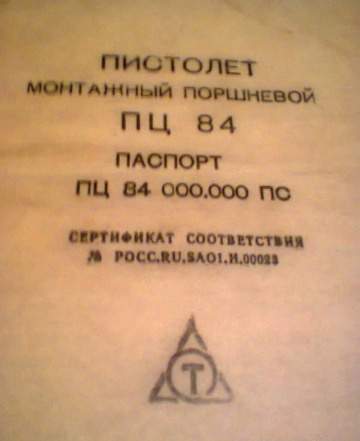 ПИСТОЛЕТ
МОНТАЖНЫЙ ПОРШНЕВОЙ
ПЦ 84
ПАСПОРТ
ПЦ 84 000.000 ПС
СЕРТИФИКАТ СООТВЕТСТВИЯ
№ РОСС.RU.SA01.H.00023
Т